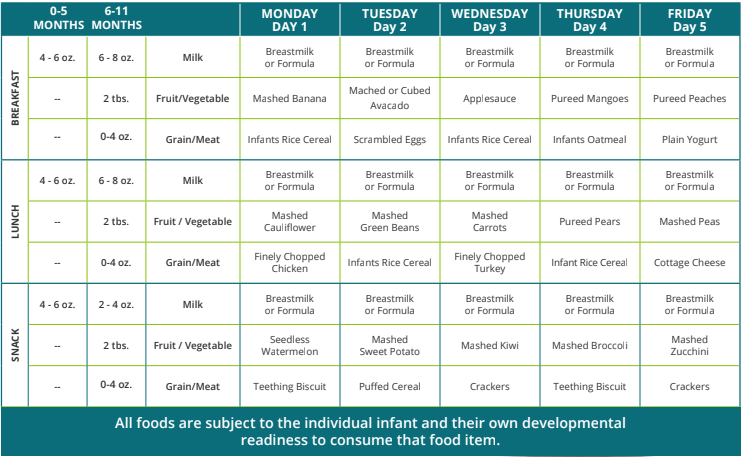 0-5 MONTHS 6-11 MONTHS MONDAY DAY 1 TUESDAY Day 2 WEDNESDAY Day 3 THURSDAY Day 4 FRIDAY Day 5
BREAKFAST
4 - 6 oz. 6 - 8 oz. Milk Breastmilk or Formula Breastmilk or Formula Breastmilk or Formula Breastmilk or Formula Breastmilk or Formula
-- 2 tbs. Fruit/Vegetable Mashed Banana Mached or Cubed Avacado Applesauce Pureed Mangoes Pureed Peaches
-- 0-4 oz. Grain/Meat Infants Rice Cereal Scrambled Eggs Infants Rice Cereal Infants Oatmeal Plain Yogurt
LUNCH
4 - 6 oz. 6 - 8 oz. Milk Breastmilk or Formula Breastmilk or Formula Breastmilk or Formula Breastmilk or Formula Breastmilk or Formula
-- 2 tbs. Fruit / Vegetable Mashed Cauliflower Mashed Green Beans Mashed Carrots Pureed Pears Mashed Peas
-- 0-4 oz. Grain/Meat Finely Chopped Chicken Infants Rice Cereal Finely Chopped Turkey Infant Rice Cereal Cottage Cheese
SNACK
4 - 6 oz. 2 - 4 oz. Milk Breastmilk or Formula Breastmilk or Formula Breastmilk or Formula Breastmilk or Formula Breastmilk or Formula
-- 2 tbs. Fruit / Vegetable Seedless Watermelon Mashed Sweet Potato Mashed Kiwi Mashed Broccoli Mashed Zucchini
-- 0-4 oz. Grain/Meat Teething Biscuit Puffed Cereal Crackers Teething Biscuit Crackers
All foods are subject to the individual infant and their own developmental
readiness to consume that food item.